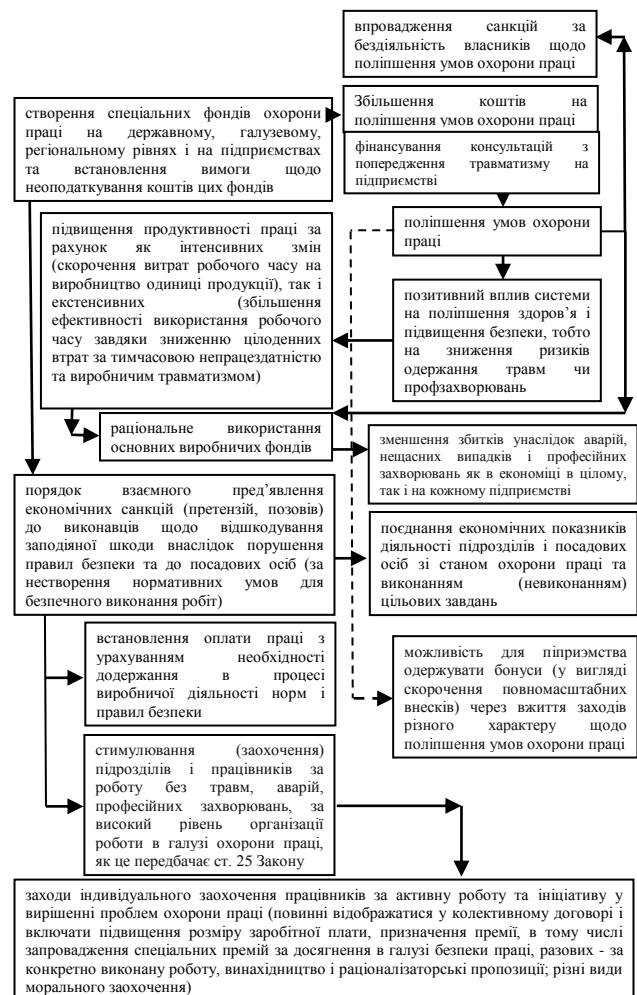 впровадження санкцій за
бездіяльність власників щодо
поліпшення умов охорони праці
створення спеціальних фондів охорони
праці на державному, галузевому,
регіональному рівнях і на підприємствах
та встановлення вимоги щодо
неоподаткування коштів цих фондів
Збільшення коштів на
поліпшення умов охорони праці
фінансування консультацій з
попередження травматизму на
підприємстві
підвищення продуктивності праці за
рахунок як інтенсивних змін
(скорочення витрат робочого часу на
виробництво одиниці продукції), так і
екстенсивних (збільшення
ефективності використання робочого
часу завдяки зниженню цілоденних
втрат за тимчасовою непрацездатністю
та виробничим травматизмом)
поліпшення умов охорони
праці
позитивний вплив системи
на поліпшення здоров’я і
підвищення безпеки, тобто
на зниження ризиків
одержання травм чи
профзахворювань
раціональне використання
основних виробничих фондів
зменшення збитків унаслідок аварій,
нещасних випадків і професійних
захворювань як в економіці в цілому,
так і на кожному підприємстві
порядок взаємного пред’явлення
економічних санкцій (претензій, позовів)
до виконавців щодо відшкодування
заподіяної шкоди внаслідок порушення
правил безпеки та до посадових осіб (за
нестворення нормативних умов для
безпечного виконання робіт)
поєднання економічних показників
діяльності підрозділів і посадових
осіб зі станом охорони праці та
виконанням (невиконанням)
цільових завдань
встановлення оплати праці з
урахуванням необхідності
додержання в процесі
виробничої діяльності норм і
правил безпеки
можливість для піприэмства
одержувати бонуси (у вигляді
скорочення повномасштабних
внесків) через вжиття заходів
різного характеру щодо
поліпшення умов охорони праці
стимулювання (заохочення)
підрозділів і працівників за
роботу без травм, аварій,
професійних захворювань, за
високий рівень організації
роботи в галузі охорони праці,
як це передбачає ст. 25 Закону
заходи індивідуального заохочення працівників за активну роботу та ініціативу у
вирішенні проблем охорони праці (повинні відображатися у колективному договорі і
включати підвищення розміру заробітної плати, призначення премії, в тому числі
запровадження спеціальних премій за досягнення в галузі безпеки праці, разових - за
конкретно виконану роботу, винахідництво і раціоналізаторські пропозиції; різні види
морального заохочення)